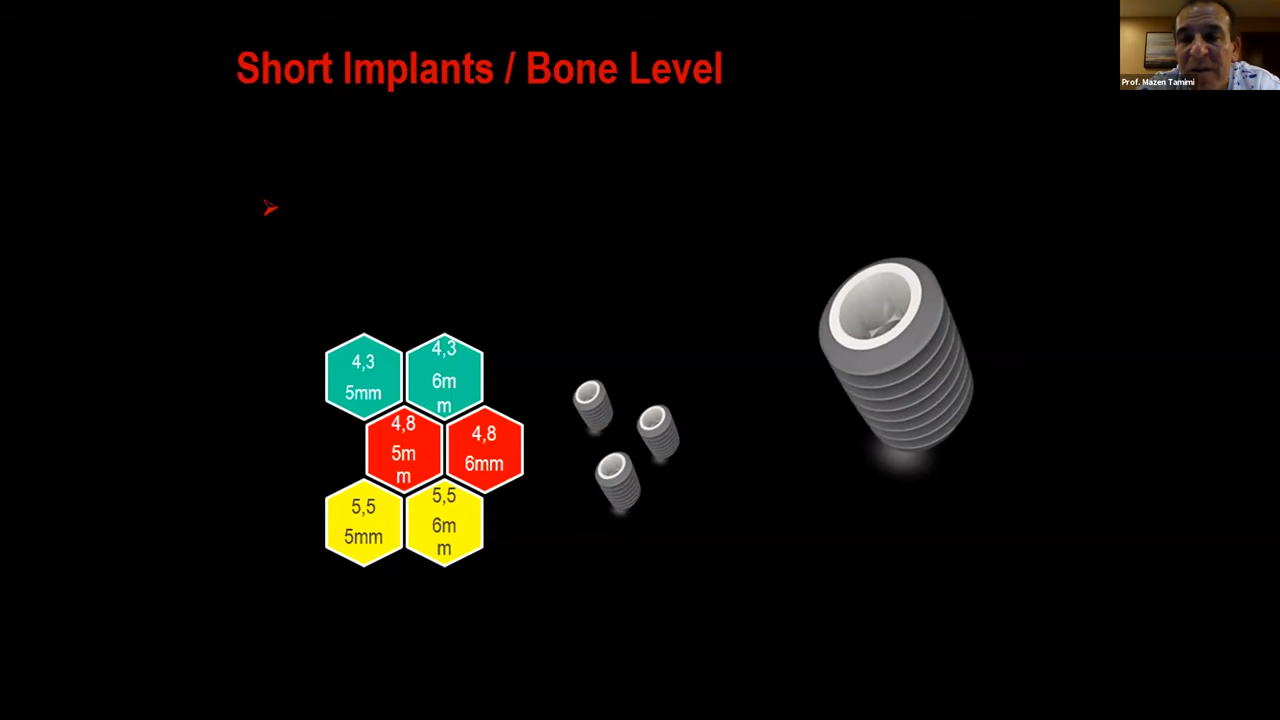 Short Implants / Bone Level
Prof. Mazen Tamimi
4,3
5mm
4,3
6m
m
4,8
5m
m
4,8
6mm
5,5
5mm
5,5
6m
m